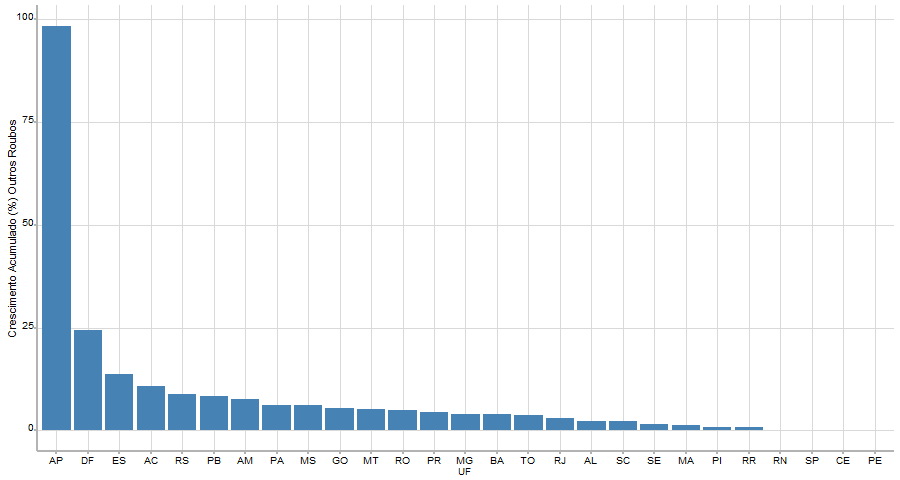 Crescimento Acumulado (%) Outros Roubos
100
75
50
25
0
AP DF ES AC RS PB AM PA MS GO MT RO PR MG BA TO RJ AL SC SE MA PI RR RN SP CE PE
UF